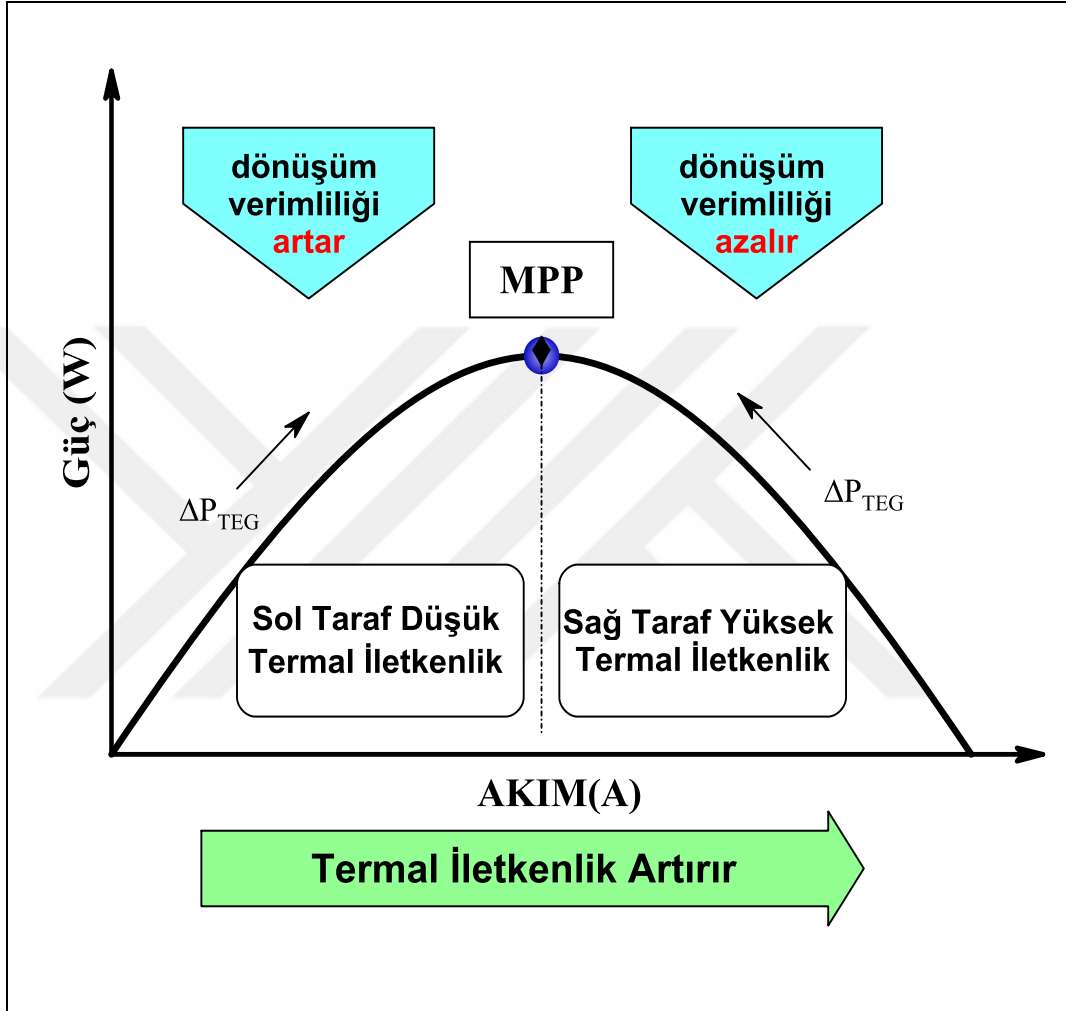 dönüşüm
verimliliği
artar
dönüşüm
verimliliği
azalır
MPP
Güç (W)
ΔP_TEG
ΔP_TEG
Sol Taraf Düşük
Termal İletkenlik
Sağ Taraf Yüksek
Termal İletkenlik
AKIM(A)
Termal İletkenlik Artırır